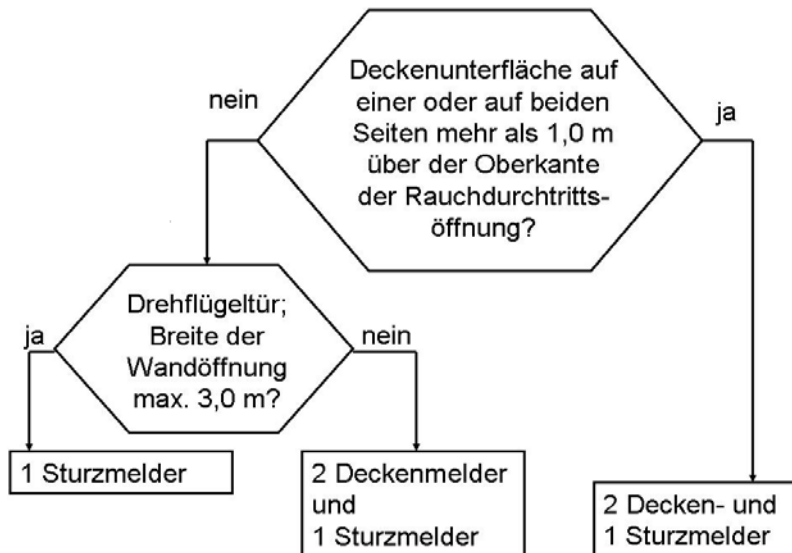 Deckenunterfläche auf
einer oder auf beiden
Seiten mehr als 1,0 m
über der Oberkante
der Rauchdurchtritts-
öffnung?
nein
ja
Drehflügeltür;
Breite der
Wandöffnung
max. 3,0 m?
ja
nein
1 Sturzmelder
2 Deckenmelder
und
1 Sturzmelder
2 Decken- und
1 Sturzmelder